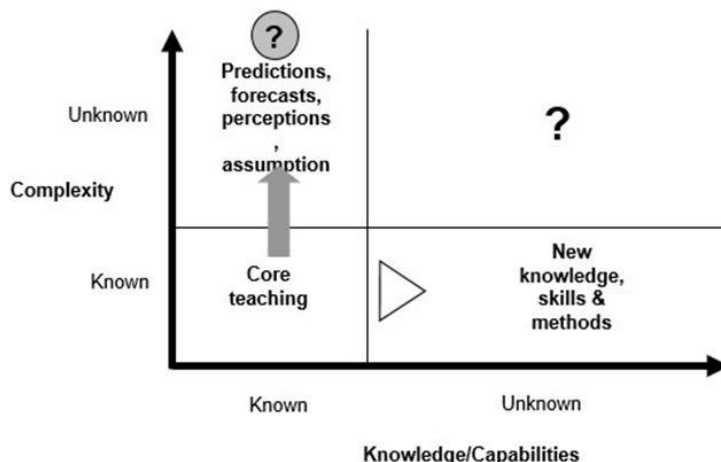 ?
Predictions,
forecasts,
perceptions
,
assumption
Unknown
?
Complexity
Known
Core
teaching
New
knowledge,
skills &
methods
Known
Unknown
Knowledge/Capabilities